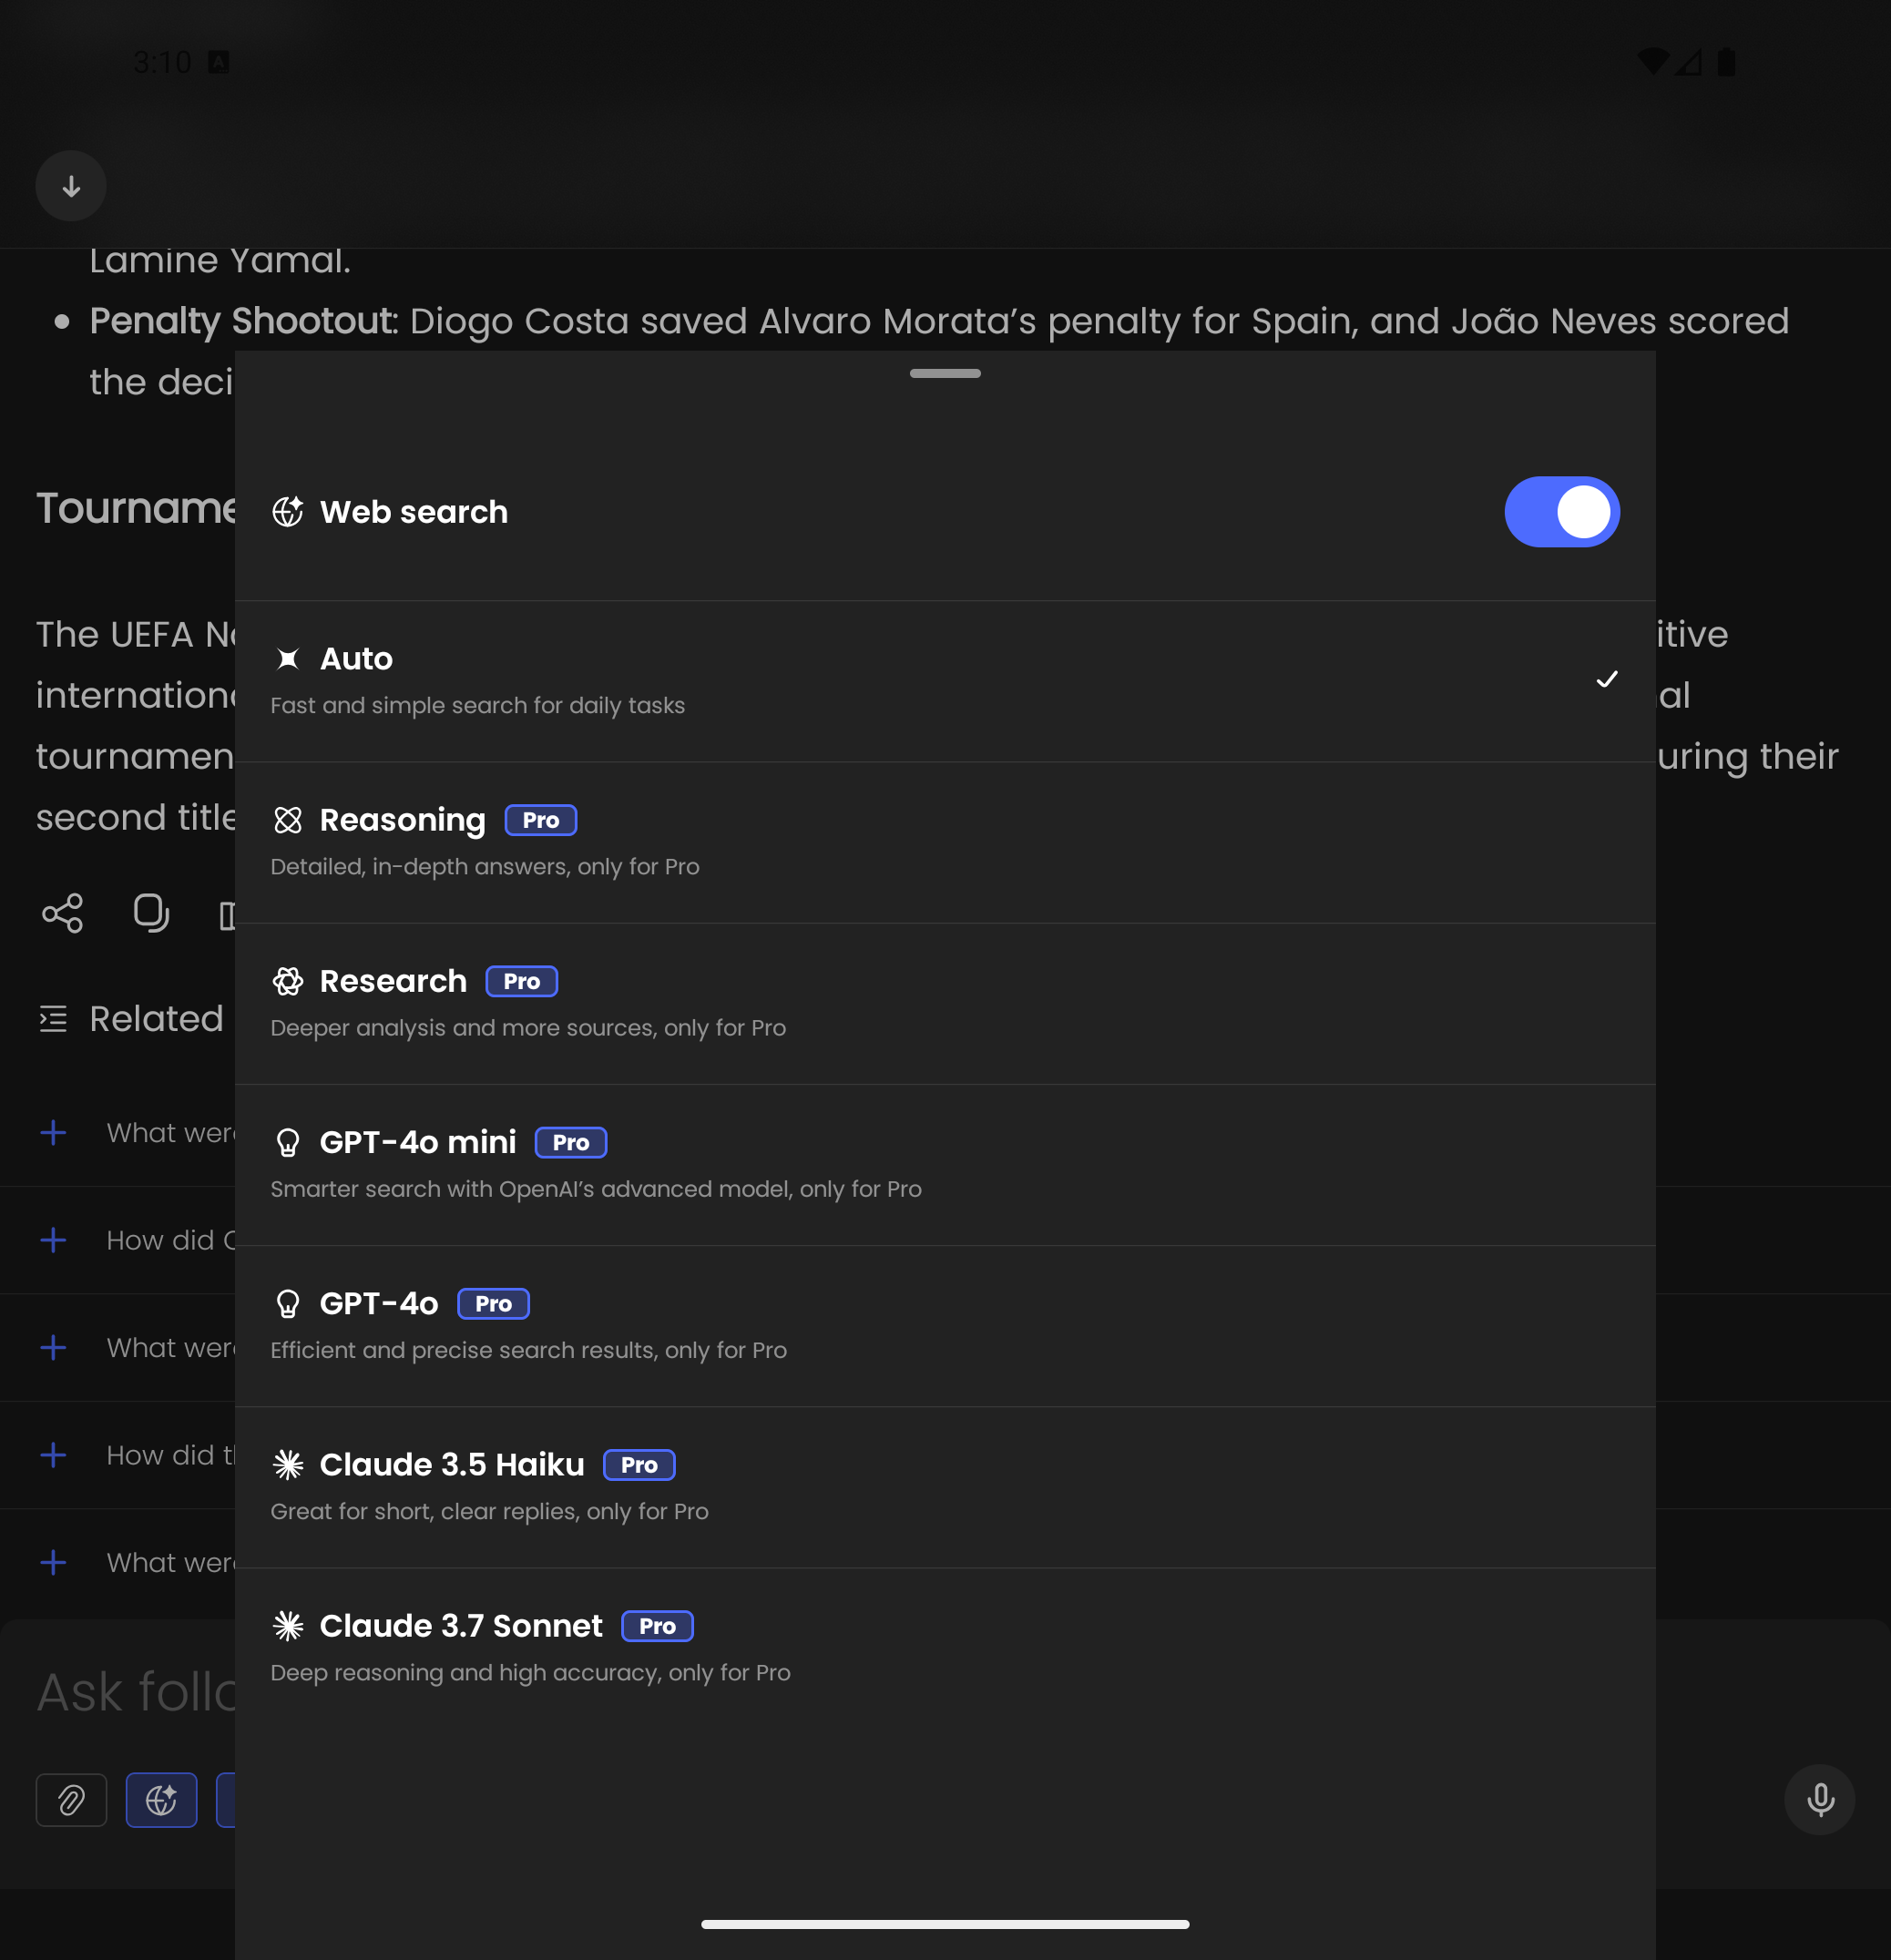 3:10
Lamine Yamal.
Penalty Shootout: Diogo Costa saved Alvaro Morata’s penalty for Spain, and João Neves scored
the deci
Web search
Tourname
The UEFA Na itive
Auto
internationa al
Fast and simple search for daily tasks
tournamen uring their
second title
Reasoning Pro
Detailed, in-depth answers, only for Pro
Research Pro
Related
Deeper analysis and more sources, only for Pro
What were
GPT-4o mini Pro
Smarter search with OpenAI’s advanced model, only for Pro
How did
GPT-4o Pro
What were
Efficient and precise search results, only for Pro
How did t
Claude 3.5 Haiku Pro
Great for short, clear replies, only for Pro
What were
Claude 3.7 Sonnet Pro
Deep reasoning and high accuracy, only for Pro
Ask follo